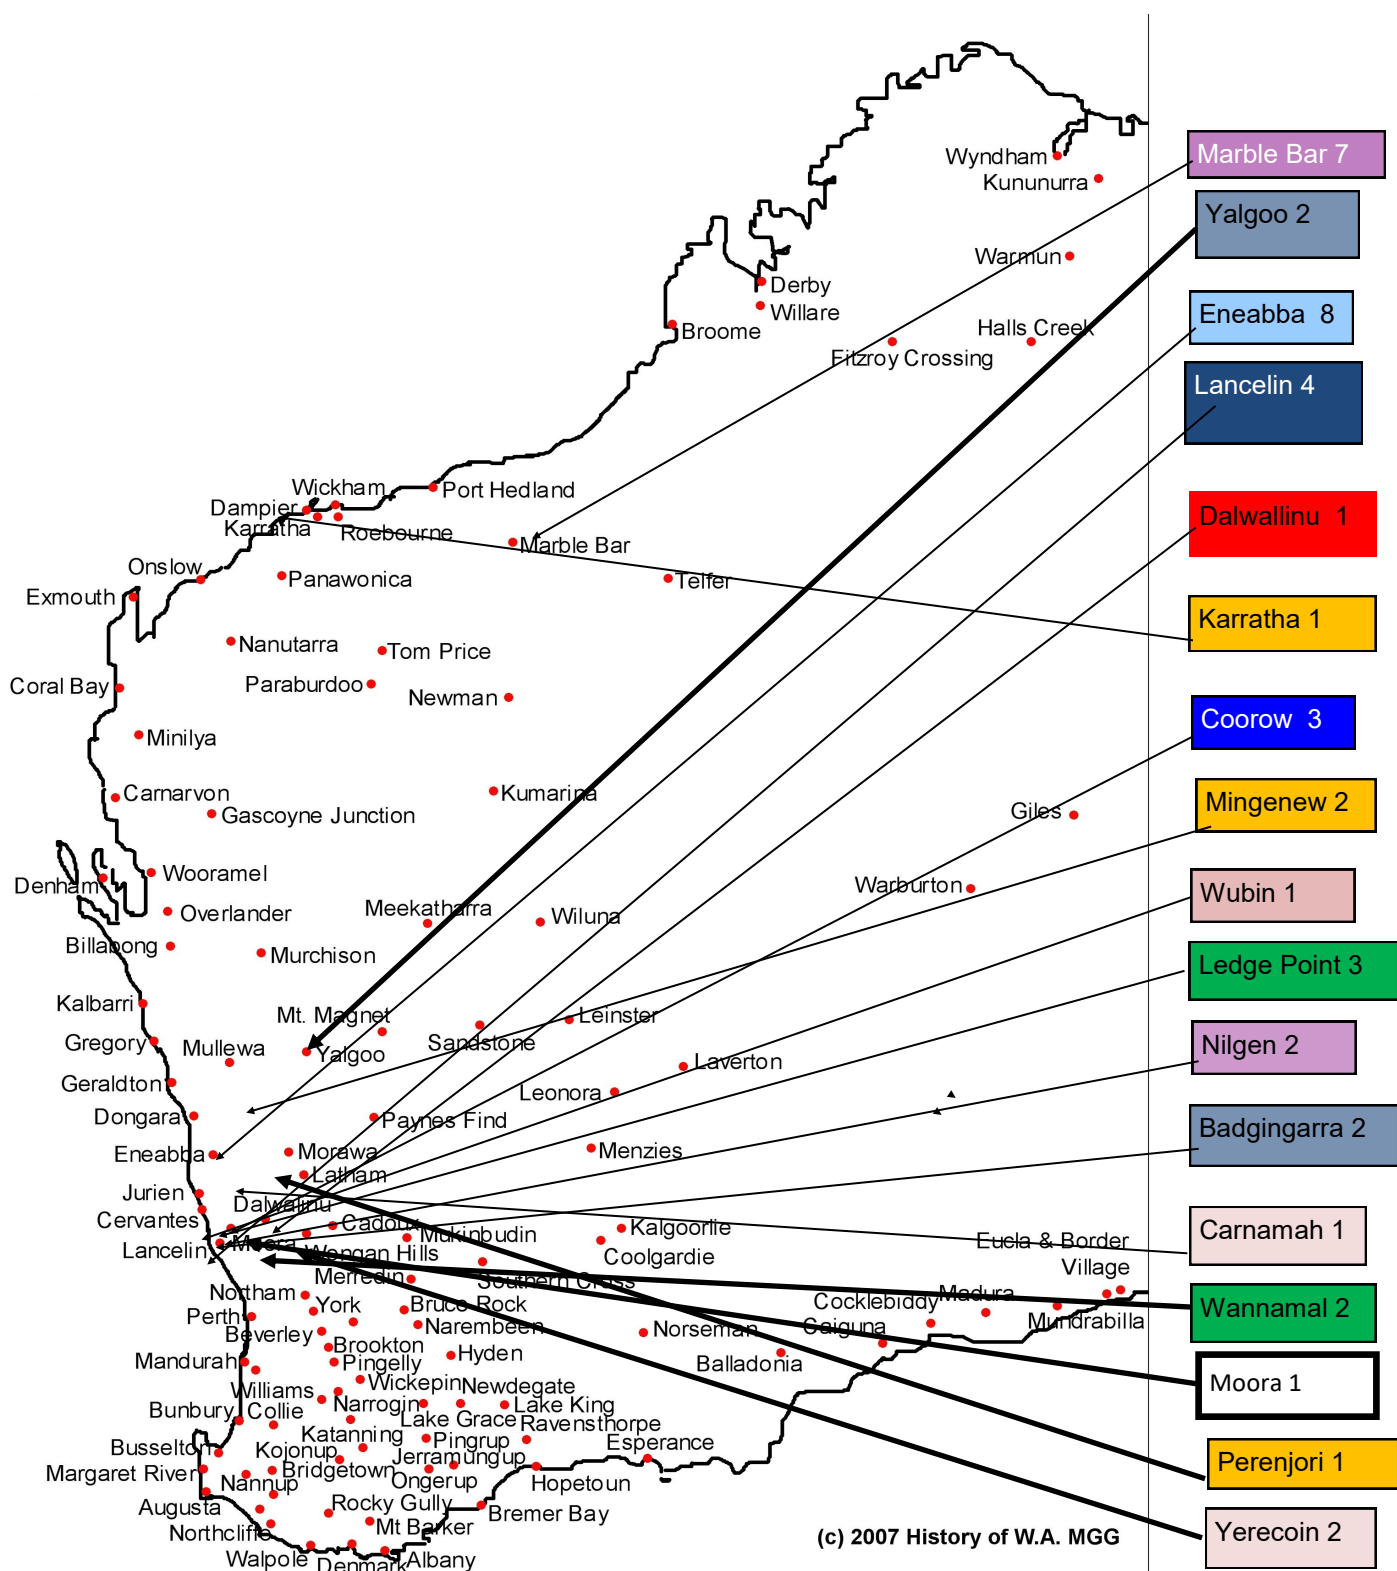 Wyndham
Kununurra
Warmun
Derby
Willare
Broome
Halls Creek
Fitzroy Crossing
Wickham
Port Hedland
Dampier
Karratha
Roebourne
Marble Bar
Onslow
Panawonica
Telfer
Exmouth
Nanutarra
Tom Price
Coral Bay
Paraburdoo
Newman
Minilya
Carnarvon
Kumarina
Gascoyne Junction
Giles
Wooramel
Denham
Warburton
Overlander
Meekatharra
Wiluna
Billabong
Murchison
Kalbarri
Mt. Magnet
Leinster
Gregory
Mullewa
Yalgoo
Sandstone
Laverton
Geraldton
Leonora
Dongara
Paynes Find
Eneabba
Morawa
Menzies
Latham
Jurien
Dalwalinu
Cervantes
Cadoux
Mukinbudin
Kalgoorlie
Lancelin
Moora
Wongan Hills
Coolgardie
Eucla & Border
Village
Merredin
Southern Cross
Northam
York
Bruce Rock
Cocklebiddy
Madura
Perth
Beverley
Narembeen
Norseman
Caiguna
Mundrabilla
Brookton
Hyden
Balladonia
Mandurah
Pingelly
Wickepin
Newdegate
Williams
Narrogin
Lake King
Bunbury
Collie
Lake Grace
Ravensthorpe
Katanning
Pingrup
Esperance
Busselton
Kojonup
Jerramungup
Margaret River
Bridgetown
Ongerup
Hopetoun
Nannup
Augusta
Rocky Gully
Bremer Bay
Northcliffe
Mt Barker
Walpole
Denmark
Albany
(c) 2007 History of W.A. MGG
Marble Bar 7
Yalgoo 2
Eneabba  8
Lancelin 4
Dalwallinu  1
Karratha 1
Coorow  3
Mingenew 2
Wubin 1
Ledge Point 3
Nilgen 2
Badgingarra 2
Carnamah 1
Wannamal 2
Moora 1
Perenjori 1
Yerecoin 2